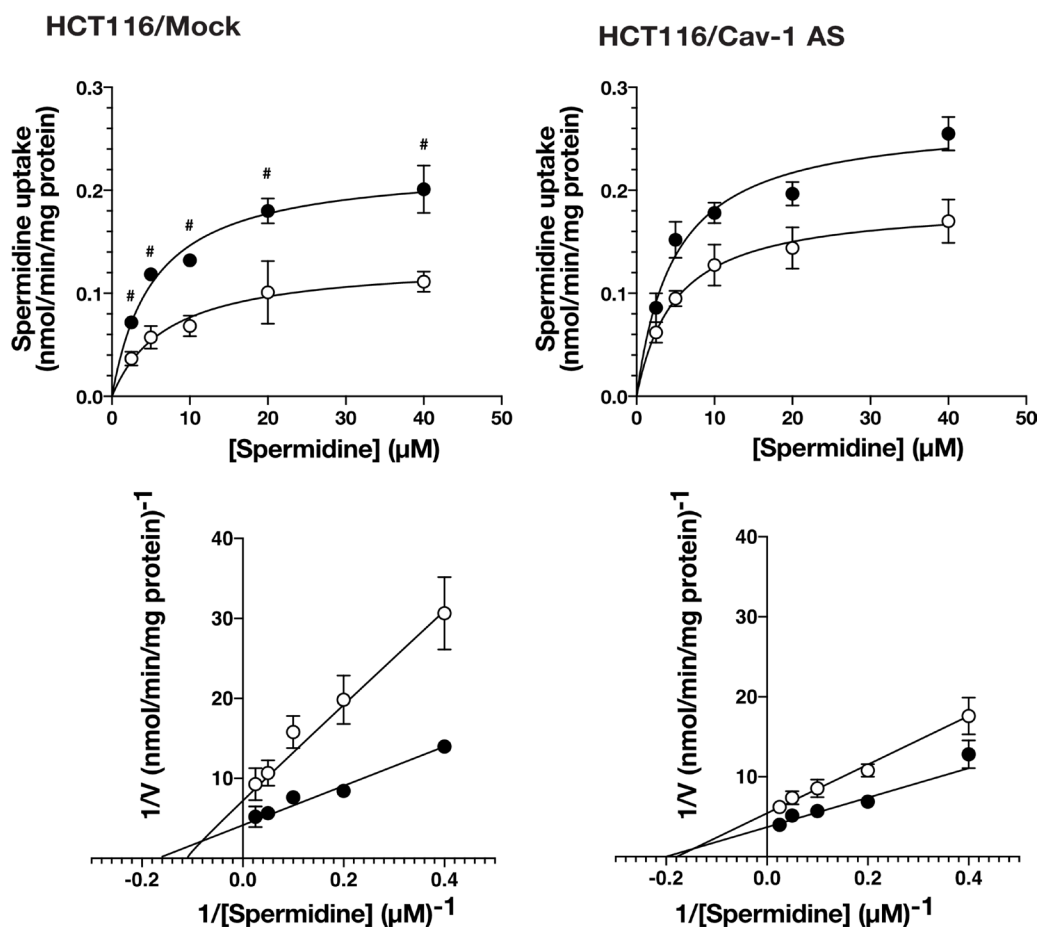 HCT116/Mock
HCT116/Cav-1 AS
Spermidine uptake
(nmol/min/mg protein)
0.3
0.2
0.1
0.0
# # # # #
0 10 20 30 40 50
[Spermidine] (µM)
Spermidine uptake
(nmol/min/mg protein)
0.3
0.2
0.1
0.0
0 10 20 30 40 50
[Spermidine] (µM)
1/V (nmol/min/mg protein)-1
40
30
20
10
-0.2 0.0 0.2 0.4
1/[Spermidine] (µM)-1
1/V (nmol/min/mg protein)-1
40
30
20
10
-0.2 0.0 0.2 0.4
1/[Spermidine] (µM)-1